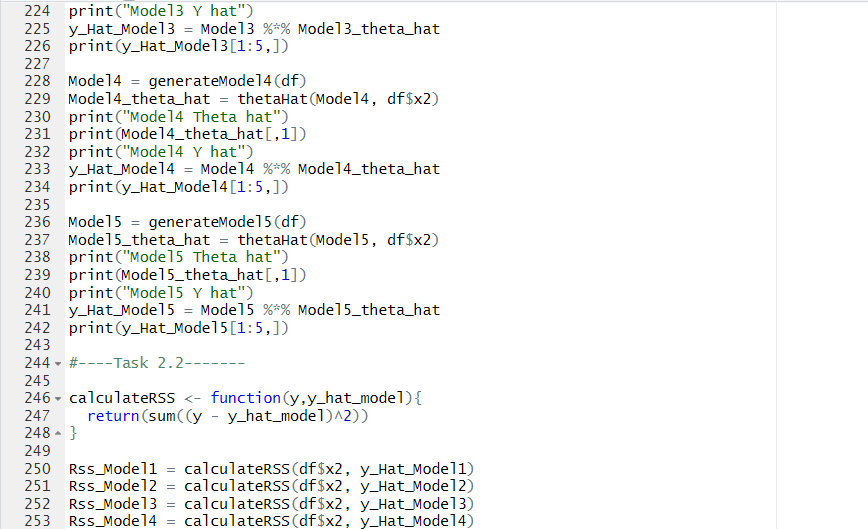 224 print("Model3 Y hat")
225 y_Hat_Model3 = Model3 %*% Model3_theta_hat
226 print(y_Hat_Model3[1:5,])
227
228 Model4 = generateModel4(df)
229 Model4_theta_hat = thetaHat(Model4, df$x2)
230 print("Model4 Theta hat")
231 print(Model4_theta_hat[,1])
232 print("Model4 Y hat")
233 y_Hat_Model4 = Model4 %*% Model4_theta_hat
234 print(y_Hat_Model4[1:5,])
235
236 Model5 = generateModel5(df)
237 Model5_theta_hat = thetaHat(Model5, df$x2)
238 print("Model5 Theta hat")
239 print(Model5_theta_hat[,1])
240 print("Model5 Y hat")
241 y_Hat_Model5 = Model5 %*% Model5_theta_hat
242 print(y_Hat_Model5[1:5,])
243
244 #----Task 2.2-------
245
246 calculateRSS <- function(y,y_hat_model){
247   return(sum((y - y_hat_model)^2))
248 }
249
250 Rss_Model1 = calculateRSS(df$x2, y_Hat_Model1)
251 Rss_Model2 = calculateRSS(df$x2, y_Hat_Model2)
252 Rss_Model3 = calculateRSS(df$x2, y_Hat_Model3)
253 Rss_Model4 = calculateRSS(df$x2, y_Hat_Model4)